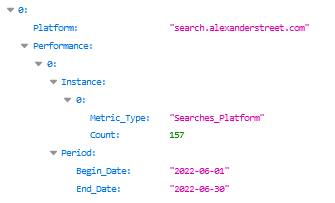 0:
Platform: "search.alexanderstreet.com"
Performance:
0:
Instance:
0:
Metric_Type: "Searches_Platform"
Count: 157
Period:
Begin_Date: "2022-06-01"
End_Date: "2022-06-30"